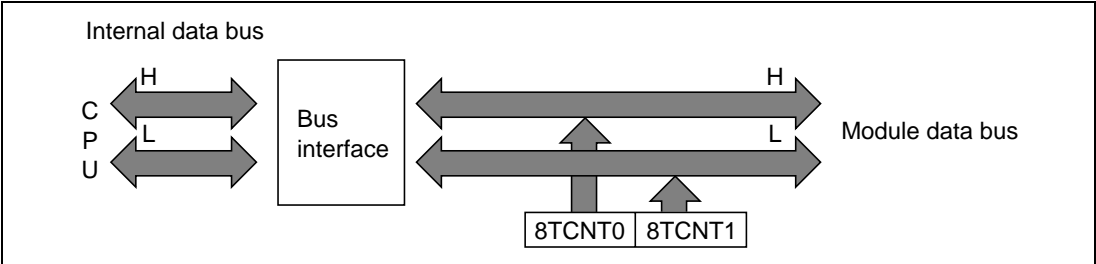 Internal data bus
H
H
C
P
U
L
L
Bus
interface
Module data bus
8TCNT0
8TCNT1